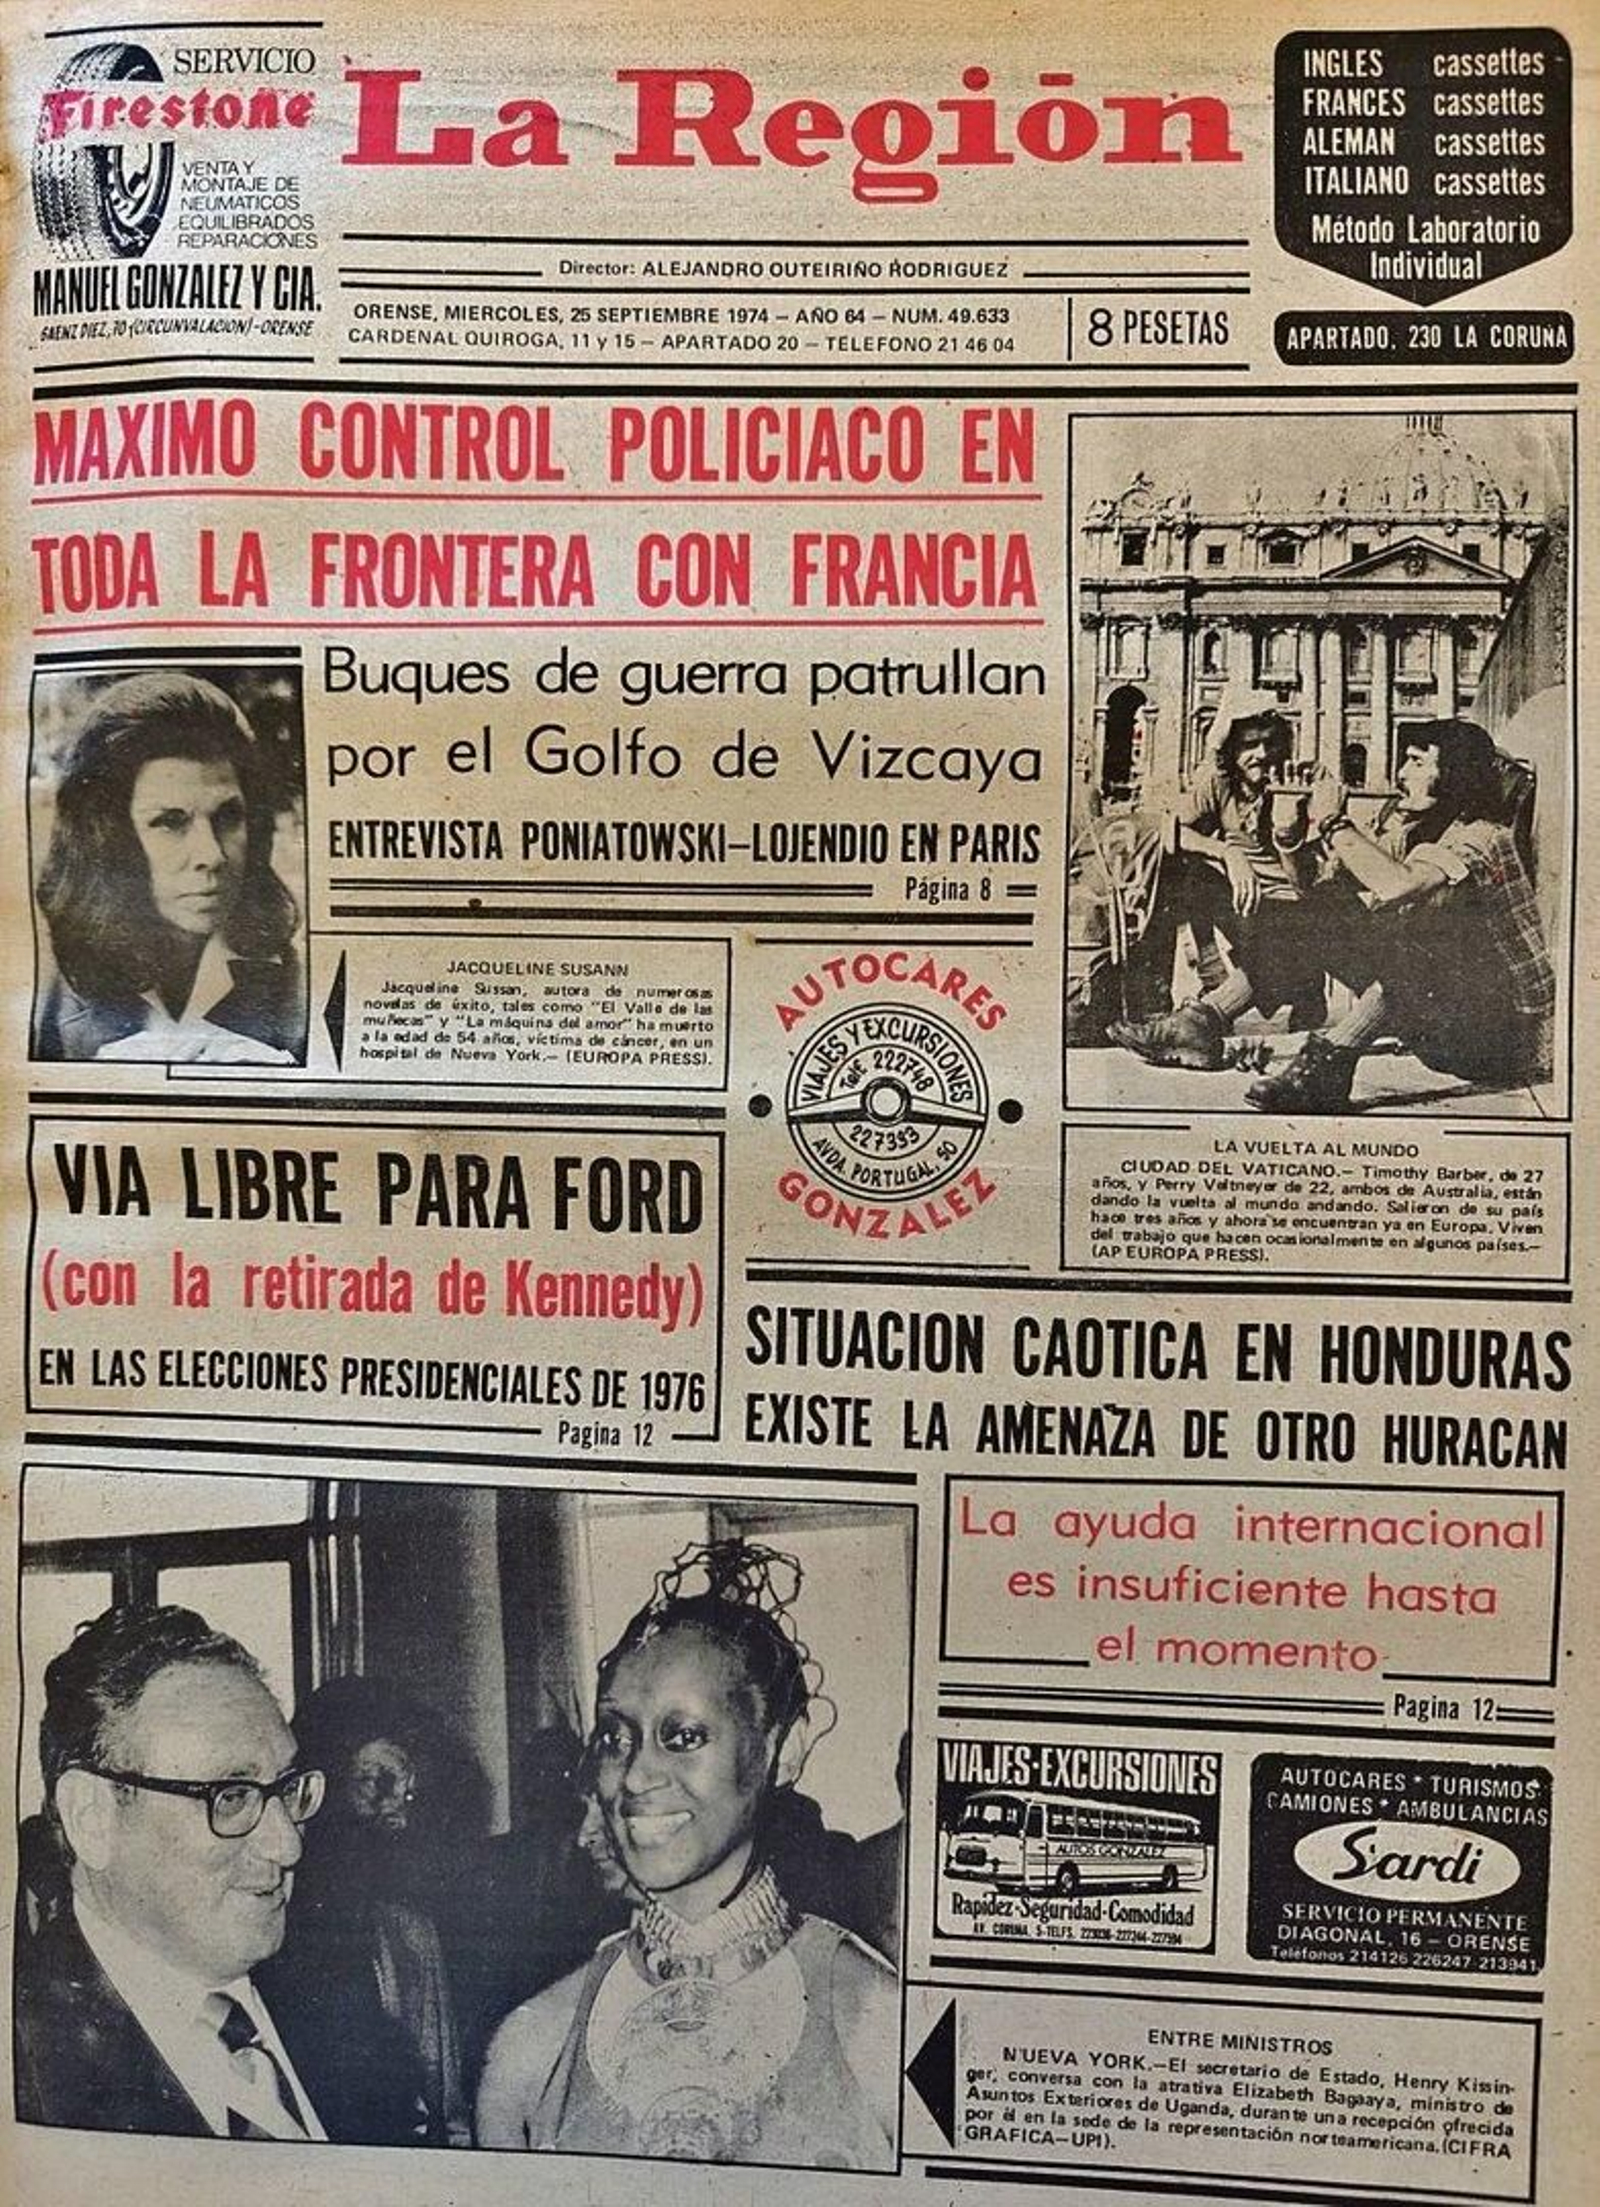 SERVICIO
Firestone
VENTA Y
MONTAJE DE
NEUMATICOS
EQUILIBRADOS
REPARACIONES
MANUEL GONZALEZ Y CIA.
SAENZ DIEZ, 70 (CIRCUNVALACION)-ORENSE
La Región
Director: ALEJANDRO OUTEIRIÑO RODRIGUEZ
ORENSE, MIERCOLES, 25 SEPTIEMBRE 1974 — AÑO 64 — NUM. 49.633
CARDENAL QUIROGA, 11 y 15 — APARTADO 20 — TELEFONO 21 46 04
8 PESETAS
INGLES cassettes
FRANCES cassettes
ALEMAN cassettes
ITALIANO cassettes
Método Laboratorio
Individual
APARTADO, 230 LA CORUÑA
MAXIMO CONTROL POLICIACO EN
TODA LA FRONTERA CON FRANCIA
Buques de guerra patrullan
por el Golfo de Vizcaya
ENTREVISTA PONIATOWSKI—LOJENDIO EN PARIS
Página 8
JACQUELINE SUSANN
Jacqueline Sussan, autora de numerosas
novelas de éxito, tales como "El Valle de las
muñecas" y "La máquina del amor" ha muerto
a la edad de 54 años, víctima de cáncer, en un
hospital de Nueva York.— (EUROPA PRESS).
AUTOCARES
VIAJES Y EXCURSIONES
Telf. 222748
227393
AVDA. PORTUGAL, 50
GONZALEZ
LA VUELTA AL MUNDO
CIUDAD DEL VATICANO.— Timothy Barber, de 27
años, y Perry Veltneyer de 22, ambos de Australia, están
dando la vuelta al mundo andando. Salieron de su país
hace tres años y ahora se encuentran ya en Europa. Viven
del trabajo que hacen ocasionalmente en algunos países.—
(AP EUROPA PRESS).
VIA LIBRE PARA FORD
(con la retirada de Kennedy)
EN LAS ELECCIONES PRESIDENCIALES DE 1976
Pagina 12
SITUACION CAOTICA EN HONDURAS
EXISTE LA AMENAZA DE OTRO HURACAN
La ayuda internacional
es insuficiente hasta
el momento
Pagina 12
VIAJES-EXCURSIONES
AUTOS GONZALEZ
Rapidez-Seguridad-Comodidad
AV. CORUÑA, 5-TELFS.
AUTOCARES * TURISMOS
CAMIONES * AMBULANCIAS
Sardi
SERVICIO PERMANENTE
DIAGONAL, 16 — ORENSE
Teléfonos 214126 226247 213941
ENTRE MINISTROS
NUEVA YORK.—El secretario de Estado, Henry Kissin-
ger, conversa con la atrativa Elizabeth Bagaaya, ministro de
Asuntos Exteriores de Uganda, durante una recepción ofrecida
por él en la sede de la representación norteamericana. (CIFRA
GRAFICA—UPI).